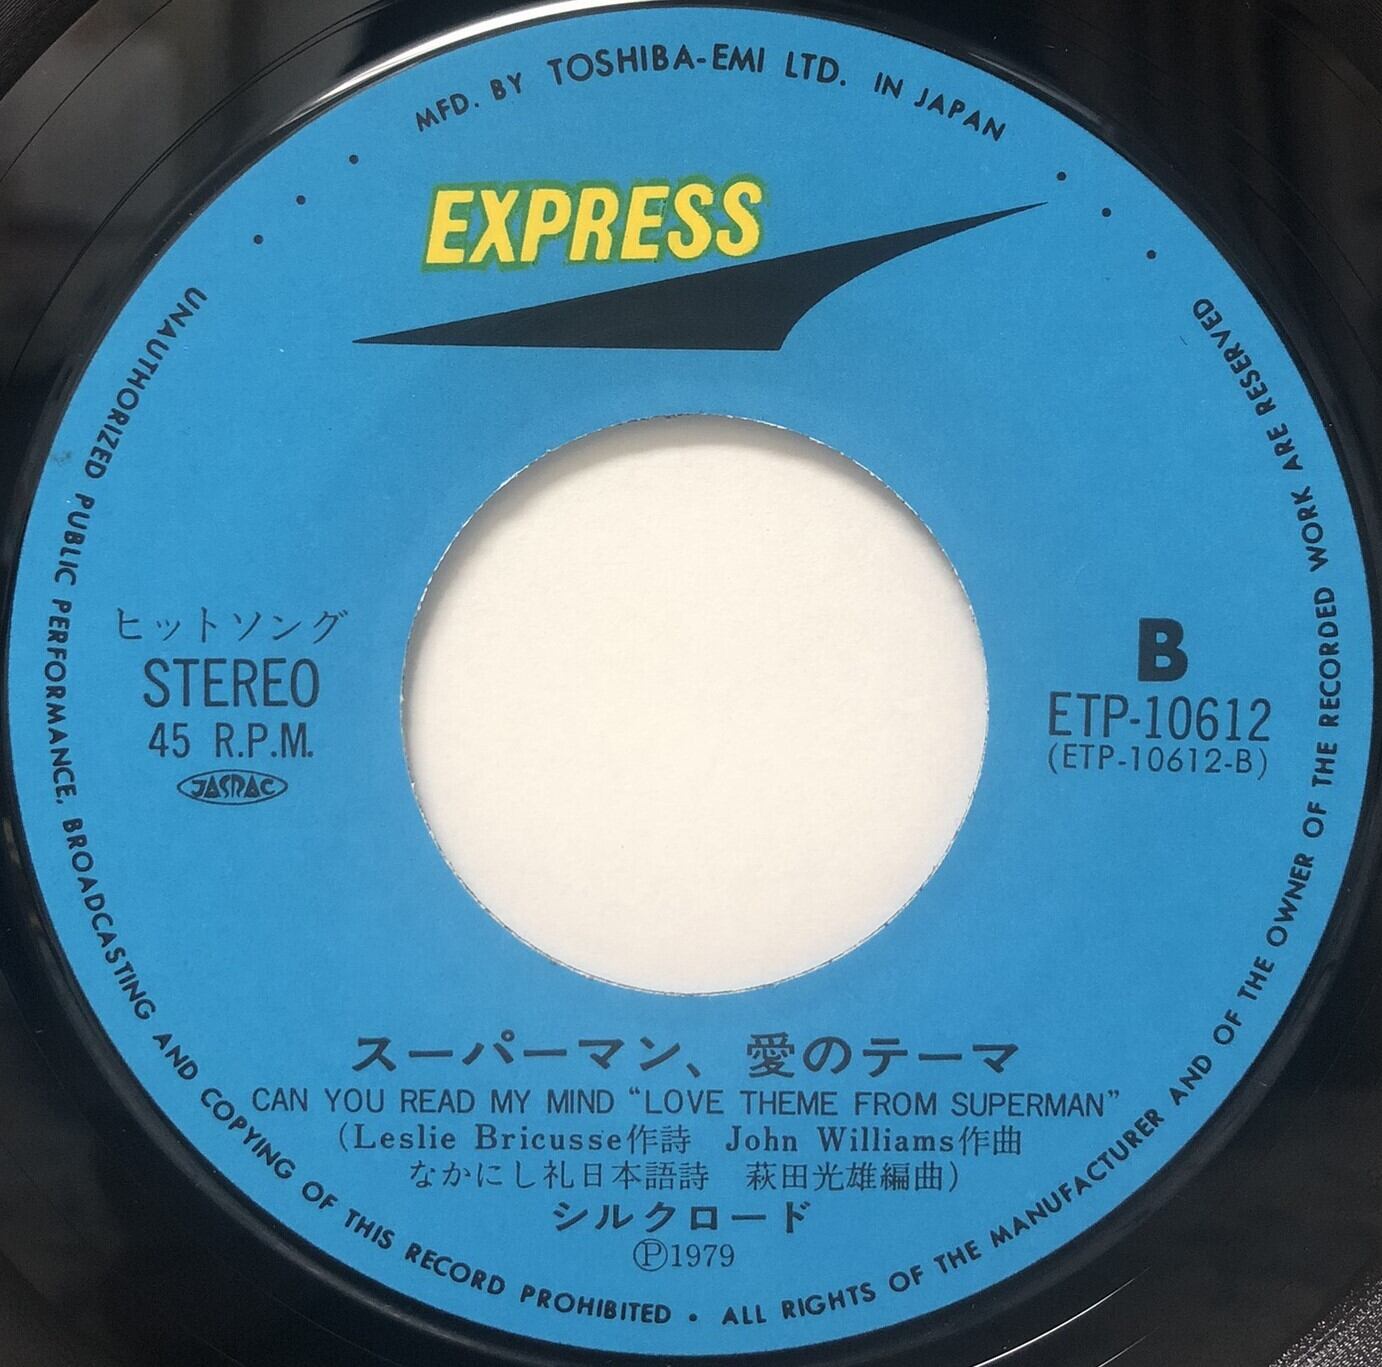 MFD. BY TOSHIBA-EMI LTD. IN JAPAN
EXPRESS
ヒットソング
STEREO
45 R.P.M.
JASRAC
B
ETP-10612
(ETP-10612-B)
スーパーマン、愛のテーマ
CAN YOU READ MY MIND “LOVE THEME FROM SUPERMAN”
(Leslie Bricusse作詩 John Williams作曲
なかにし礼日本語詩 萩田光雄編曲)
シルクロード
Ⓟ1979
UNAUTHORIZED PUBLIC PERFORMANCE, BROADCASTING AND COPYING OF THIS RECORD PROHIBITED • ALL RIGHTS OF THE MANUFACTURER AND OF THE OWNER OF THE RECORDED WORK ARE RESERVED